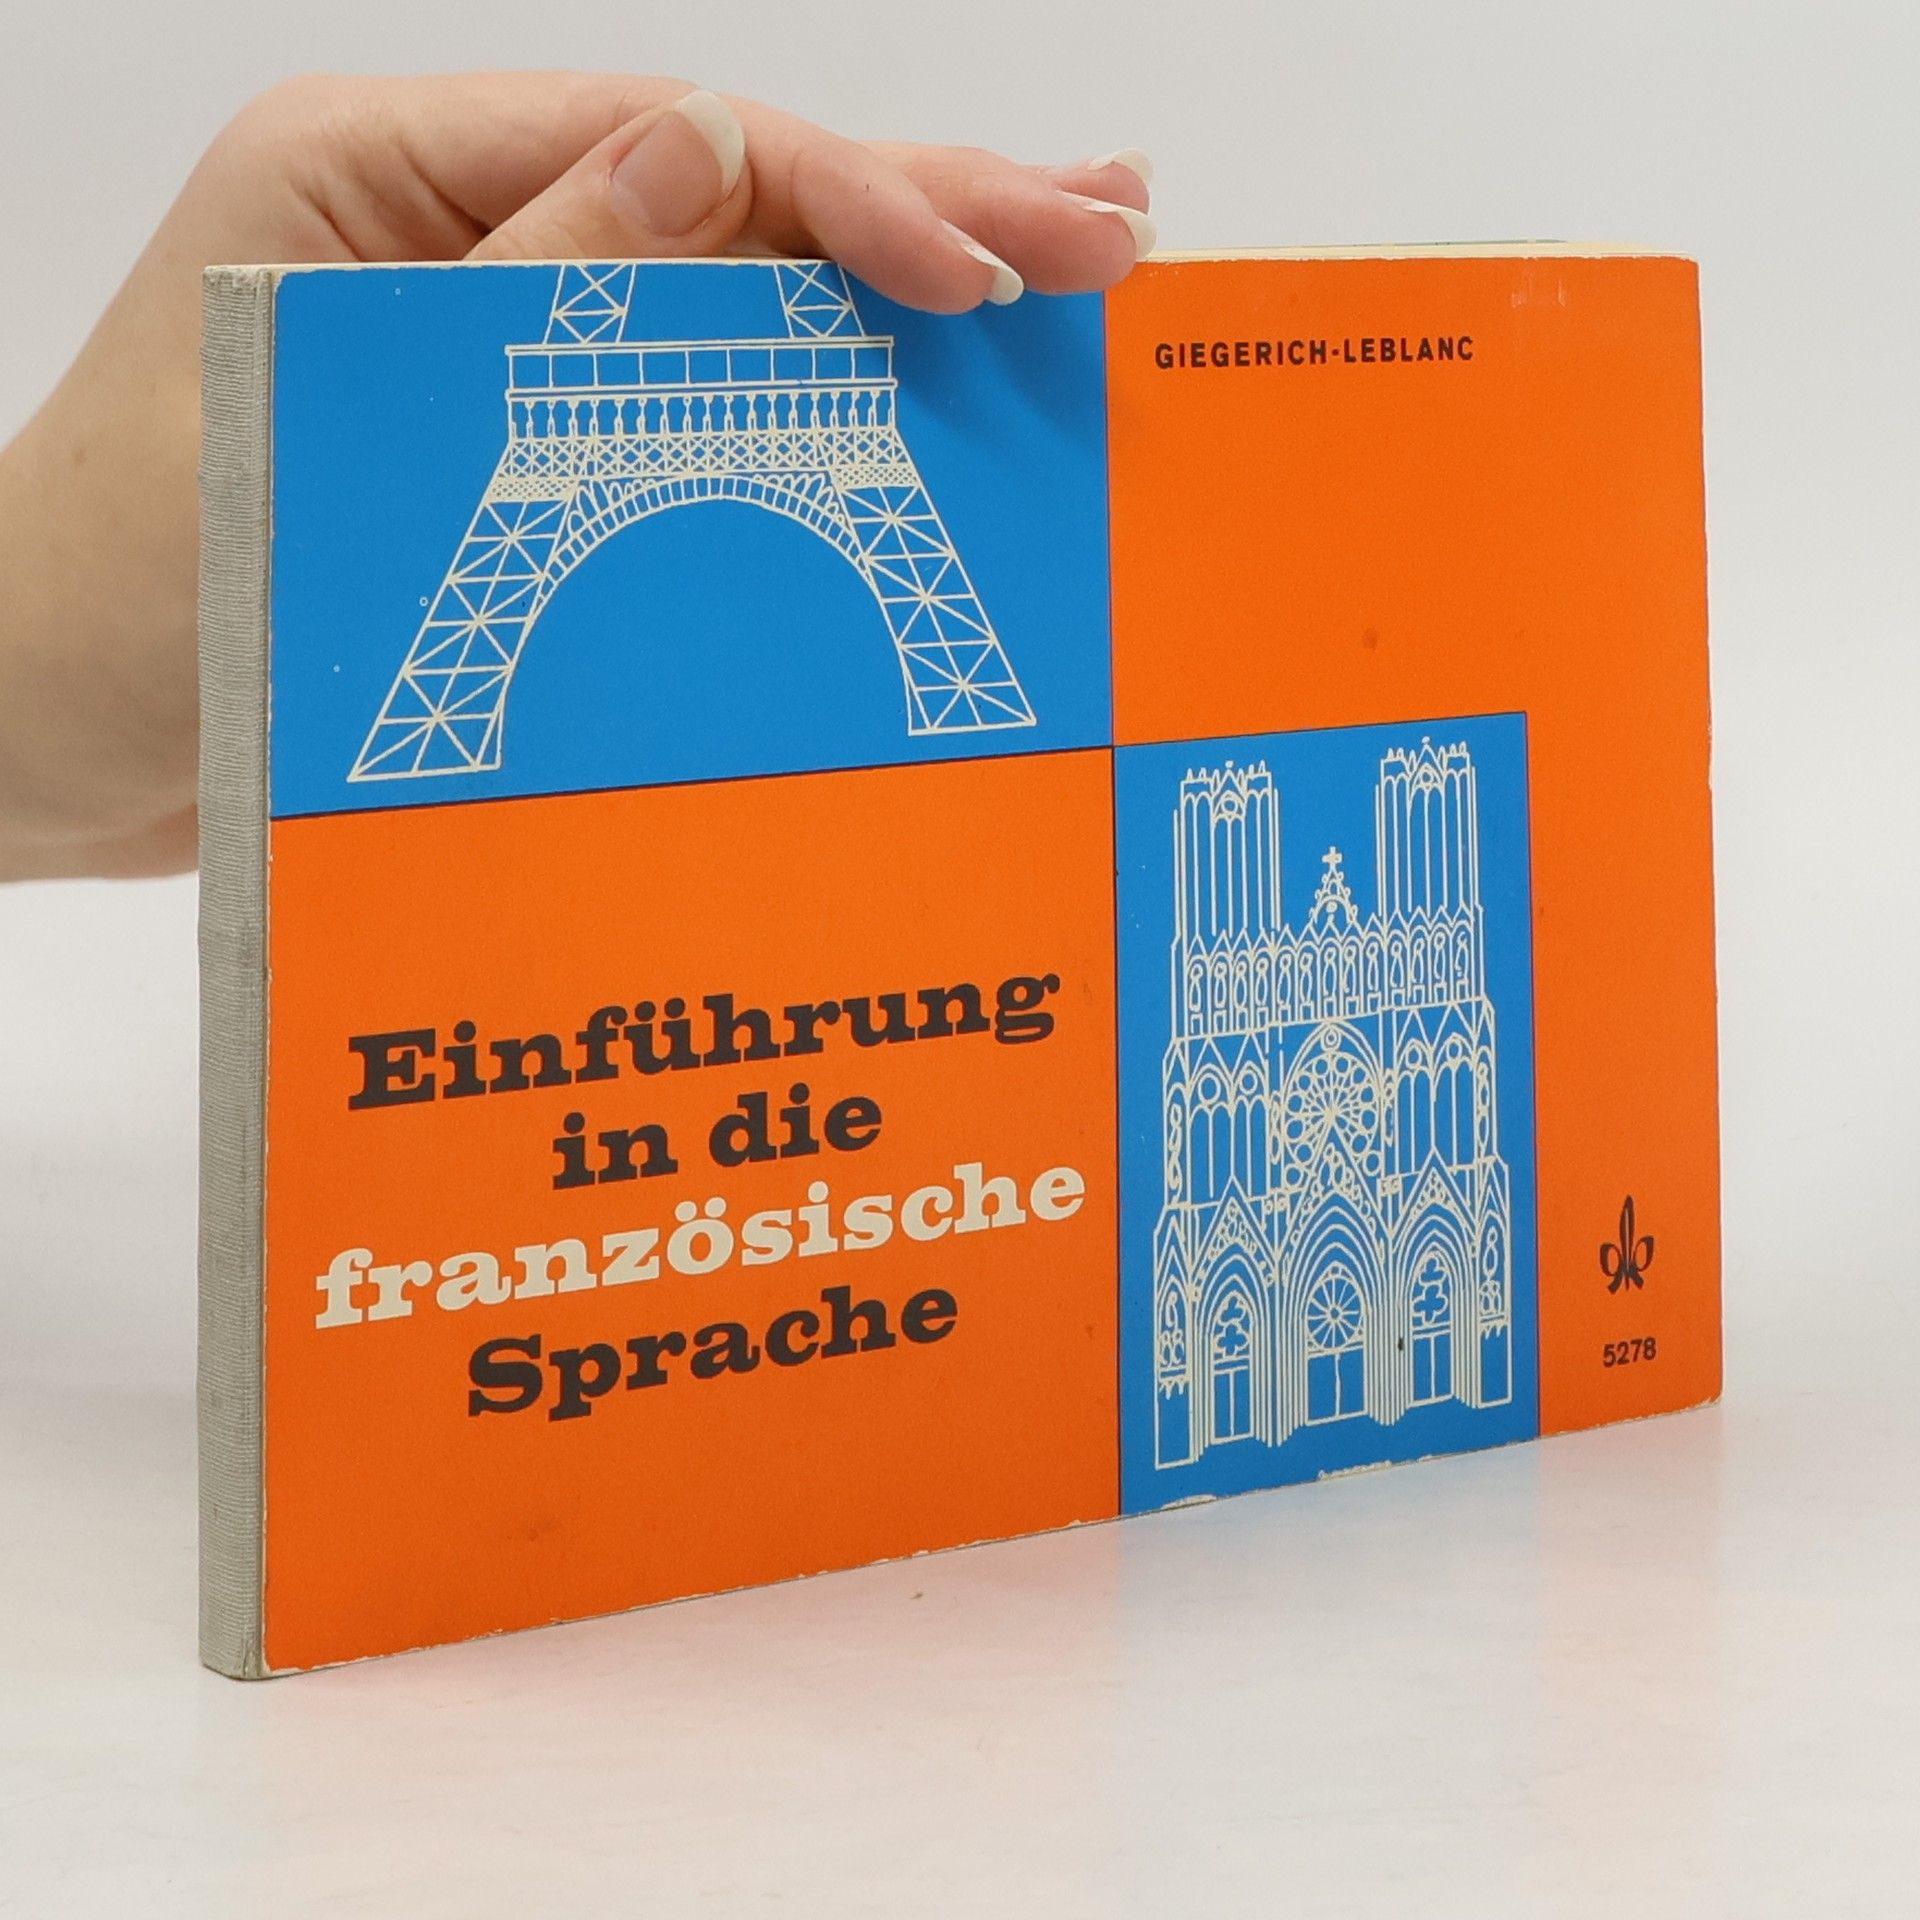 GIEGERICH-LEBLANC
Einführung
in die
französische
Sprache
5278